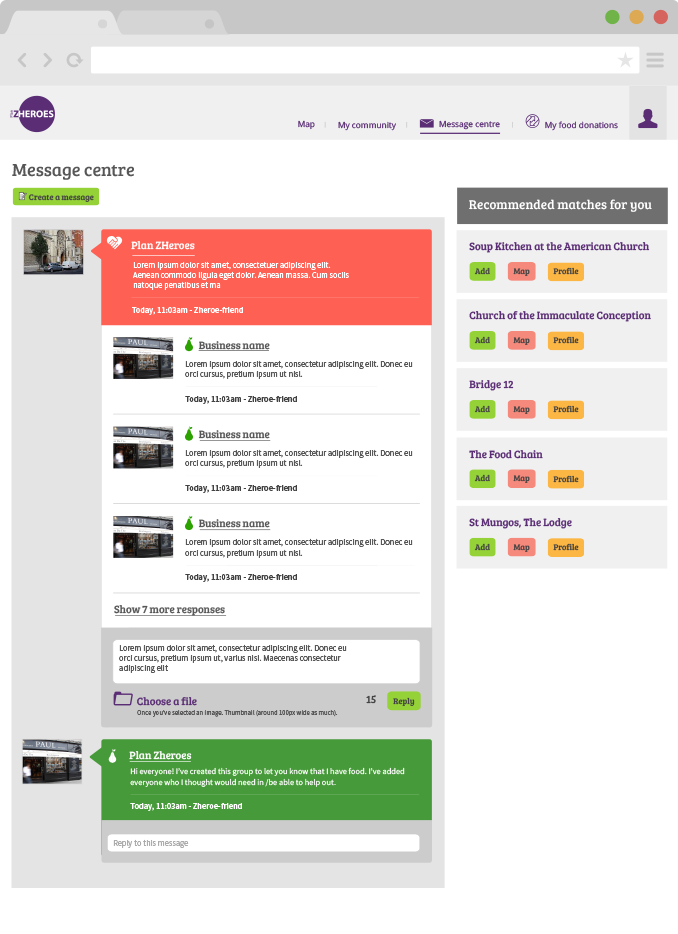 ZHEROES
Map
My community
Message centre
My food donations
Message centre
Create a message
Plan ZHeroes
Lorem ipsum dolor sit amet, consectetuer adipiscing elit.
Aenean commodo ligula eget dolor. Aenean massa. Cum sociis
natoque penatibus et ma
Today, 11:03am - Zheroe-friend
PAUL
Business name
Lorem ipsum dolor sit amet, consectetur adipiscing elit. Donec eu
orci cursus, pretium ipsum ut nisl.
Today, 11:03am - Zheroe-friend
PAUL
Business name
Lorem ipsum dolor sit amet, consectetur adipiscing elit. Donec eu
orci cursus, pretium ipsum ut nisl.
Today, 11:03am - Zheroe-friend
PAUL
Business name
Lorem ipsum dolor sit amet, consectetur adipiscing elit. Donec eu
orci cursus, pretium ipsum ut nisl.
Today, 11:03am - Zheroe-friend
Show 7 more responses
Lorem ipsum dolor sit amet, consectetur adipiscing elit. Donec eu
orci cursus, pretium ipsum ut, varius nisl. Maecenas consectetur
adipiscing elit
Choose a file
15
Reply
Once you've selected an image. Thumbnail (around 100px wide as much).
PAUL
Plan Zheroes
Hi everyone! I've created this group to let you know that I have food. I've added
everyone who I thought would need in /be able to help out.
Today, 11:03am - Zheroe-friend
Reply to this message
Recommended matches for you
Soup Kitchen at the American Church
Add
Map
Profile
Church of the Immaculate Conception
Add
Map
Profile
Bridge 12
Add
Map
Profile
The Food Chain
Add
Map
Profile
St Mungos, The Lodge
Add
Map
Profile